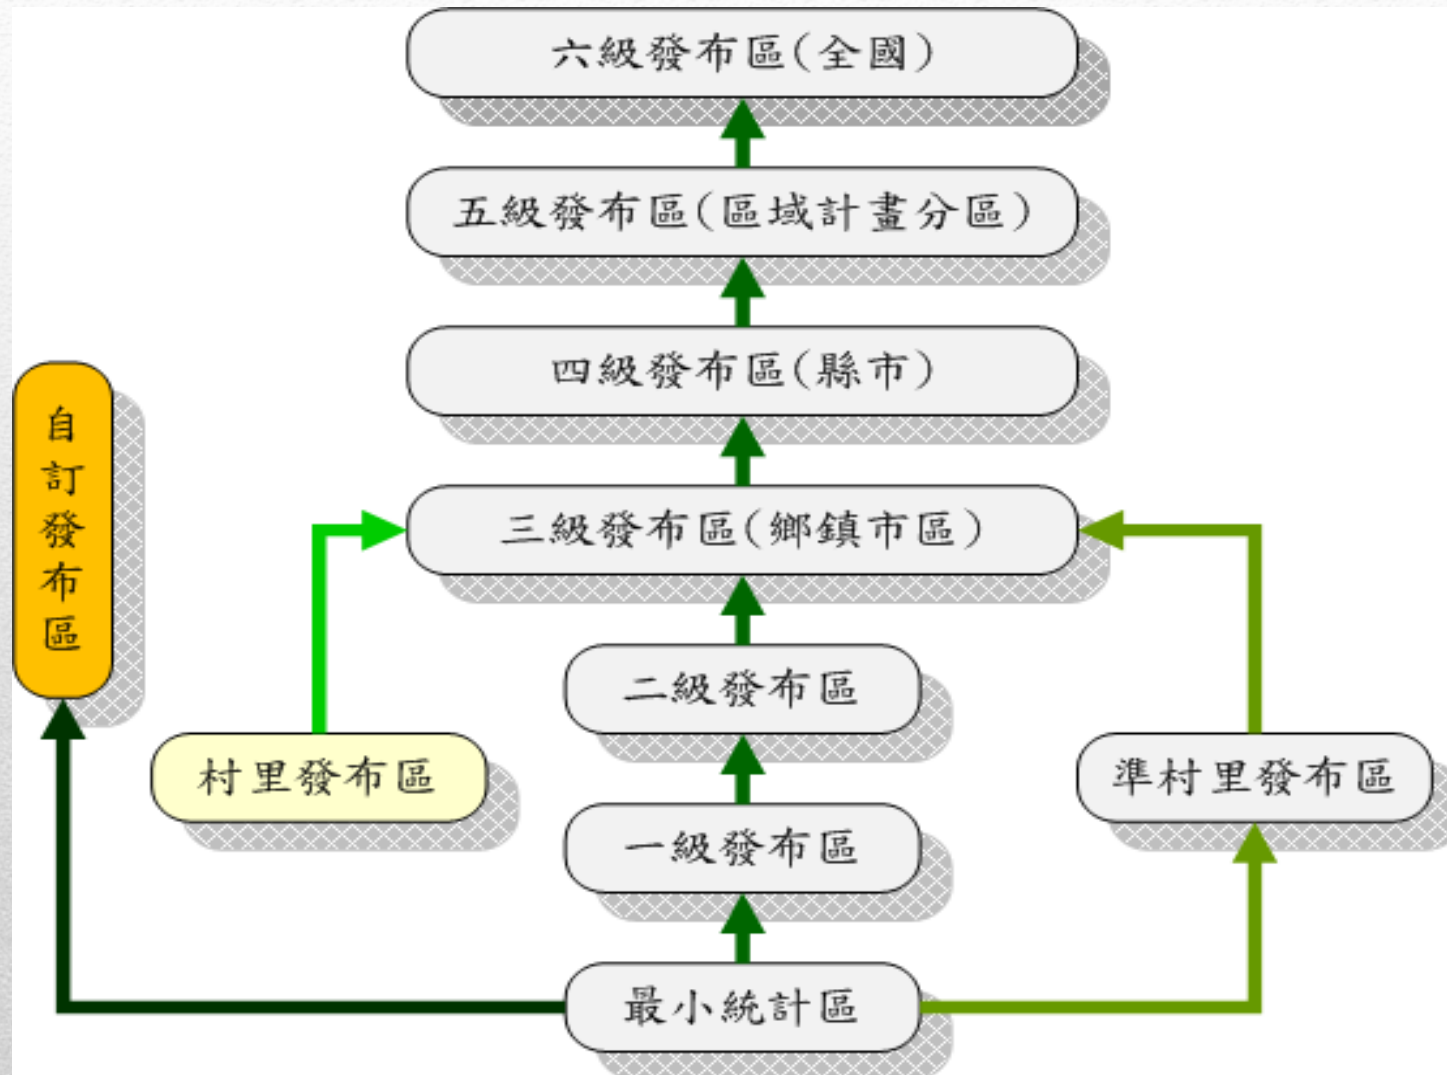 六級發布區(全國)
五級發布區(區域計畫分區)
四級發布區(縣市)
自訂發布區
三級發布區(鄉鎮市區)
二級發布區
村里發布區
準村里發布區
一級發布區
最小統計區